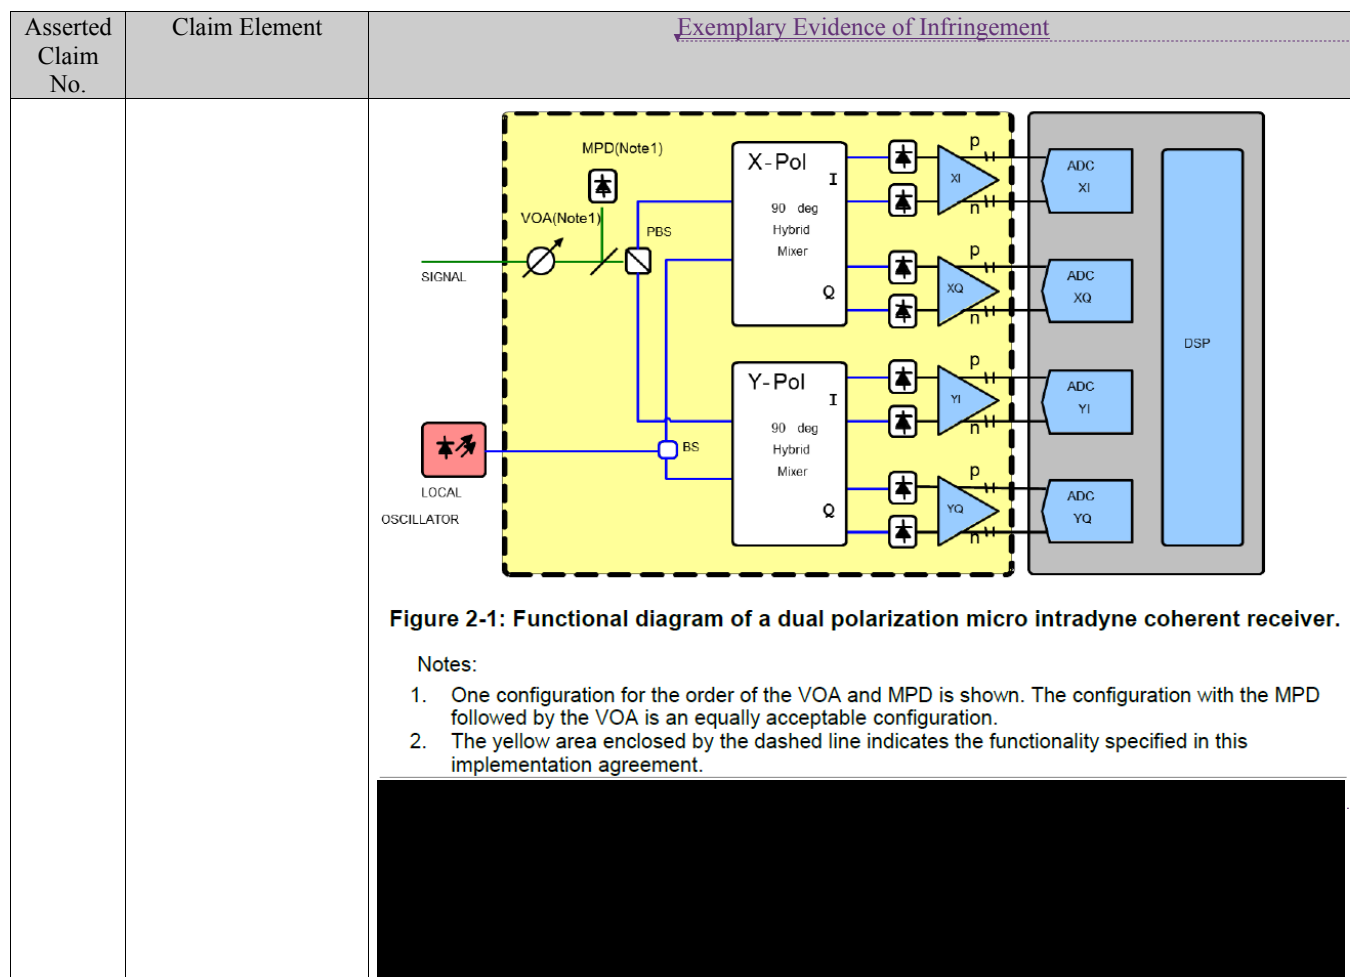 Asserted
Claim
No.
Claim Element
Exemplary Evidence of Infringement
MPD(Note1)
VOA(Note1)
PBS
SIGNAL
X-Pol
I
90 deg
Hybrid
Mixer
Q
p
XI
n
ADC
XI
p
XQ
n
ADC
XQ
DSP
Y-Pol
I
90 deg
Hybrid
Mixer
Q
p
YI
n
ADC
YI
BS
p
YQ
n
ADC
YQ
LOCAL
OSCILLATOR
Figure 2-1: Functional diagram of a dual polarization micro intradyne coherent receiver.
Notes:
1. One configuration for the order of the VOA and MPD is shown. The configuration with the MPD
followed by the VOA is an equally acceptable configuration.
2. The yellow area enclosed by the dashed line indicates the functionality specified in this
implementation agreement.